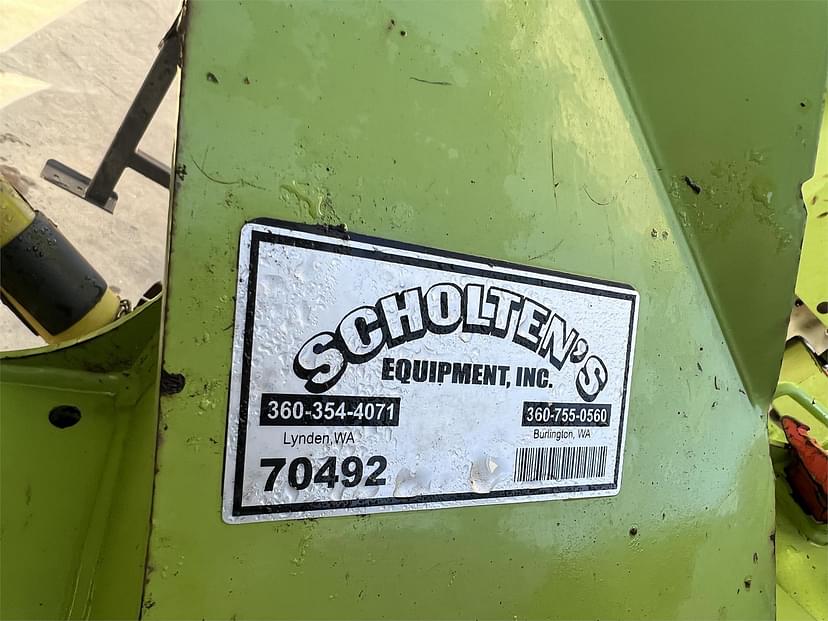 SCHOLTEN'S
EQUIPMENT, INC.
360-354-4071
Lynden, WA
360-755-0560
Burlington, WA
70492